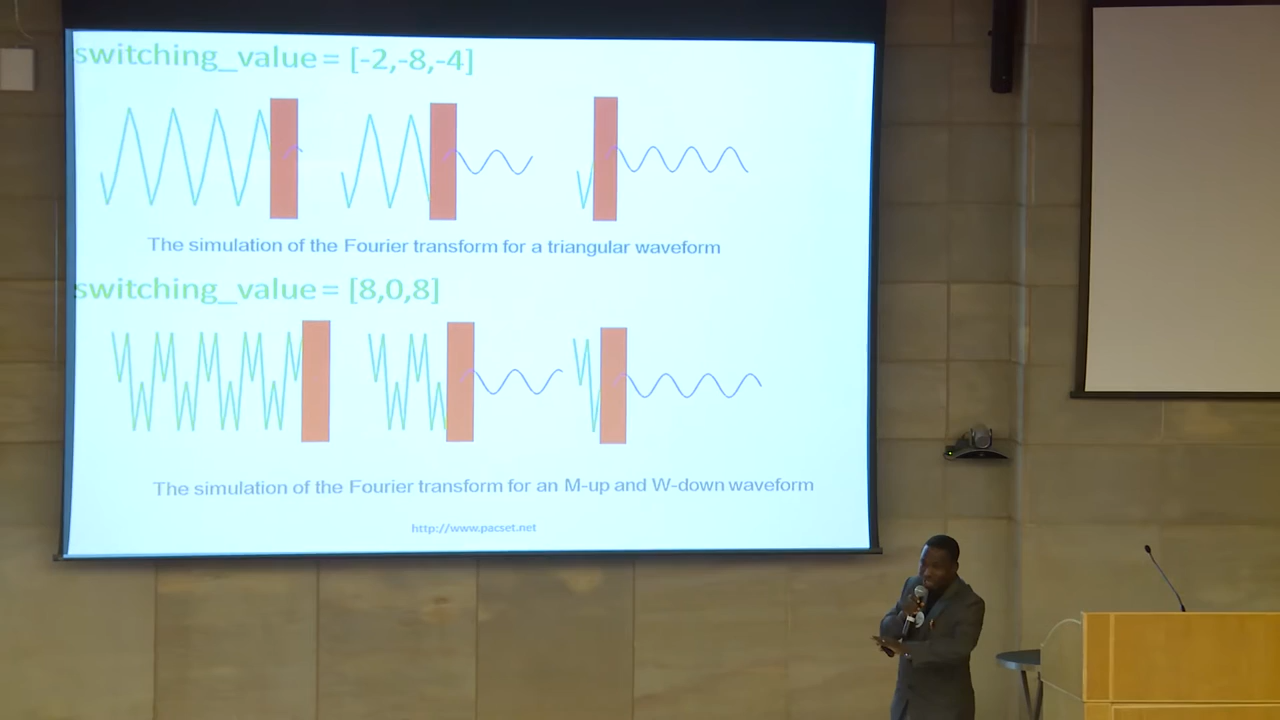 switching_value = [-2,-8,-4]
The simulation of the Fourier transform for a triangular waveform
switching_value = [8,0,8]
The simulation of the Fourier transform for an M-up and W-down waveform
http://www.pacset.net